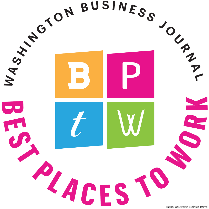 WASHINGTON BUSINESS JOURNAL
B P
t W
BEST PLACES TO WORK